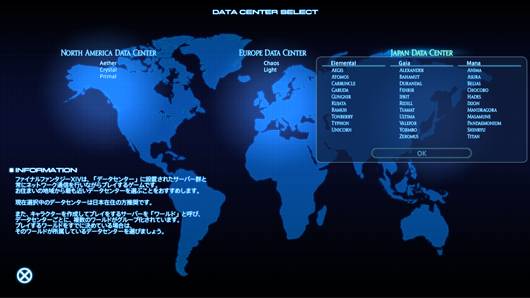 DATA CENTER SELECT
NORTH AMERICA DATA CENTER
Aether
Crystal
Primal
EUROPE DATA CENTER
Chaos
Light
JAPAN DATA CENTER
Elemental
AEGIS
ATOMOS
CARBUNCLE
GARUDA
GUNGNIR
KUJATA
RAMUH
TONBERRY
TYPHON
UNICORN
Gaia
ALEXANDER
BAHAMUT
DURANDAL
FENRIR
IFRIT
RIDILL
TIAMAT
ULTIMA
VALEFOR
YOJIMBO
ZEROMUS
Mana
ANIMA
ASURA
BELIAS
CHOCOBO
HADES
IXION
MANDRAGORA
MASAMUNE
PANDAEMONIUM
SHINRYU
TITAN
OK
INFORMATION
ファイナルファンタジーXIVは、「データセンター」に設置されたサーバー群と
常にネットワーク通信を行いながらプレイするゲームです。
お住まいの地域から最も近いデータセンターを選ぶことをおすすめします。
現在選択中のデータセンターは日本在住の方推奨です。
また、キャラクターを作成してプレイをするサーバーを「ワールド」と呼び、
データセンターごとに、複数のワールドがグループ化されています。
プレイするワールドをすでに決めている場合は、
そのワールドが所属しているデータセンターを選びましょう。